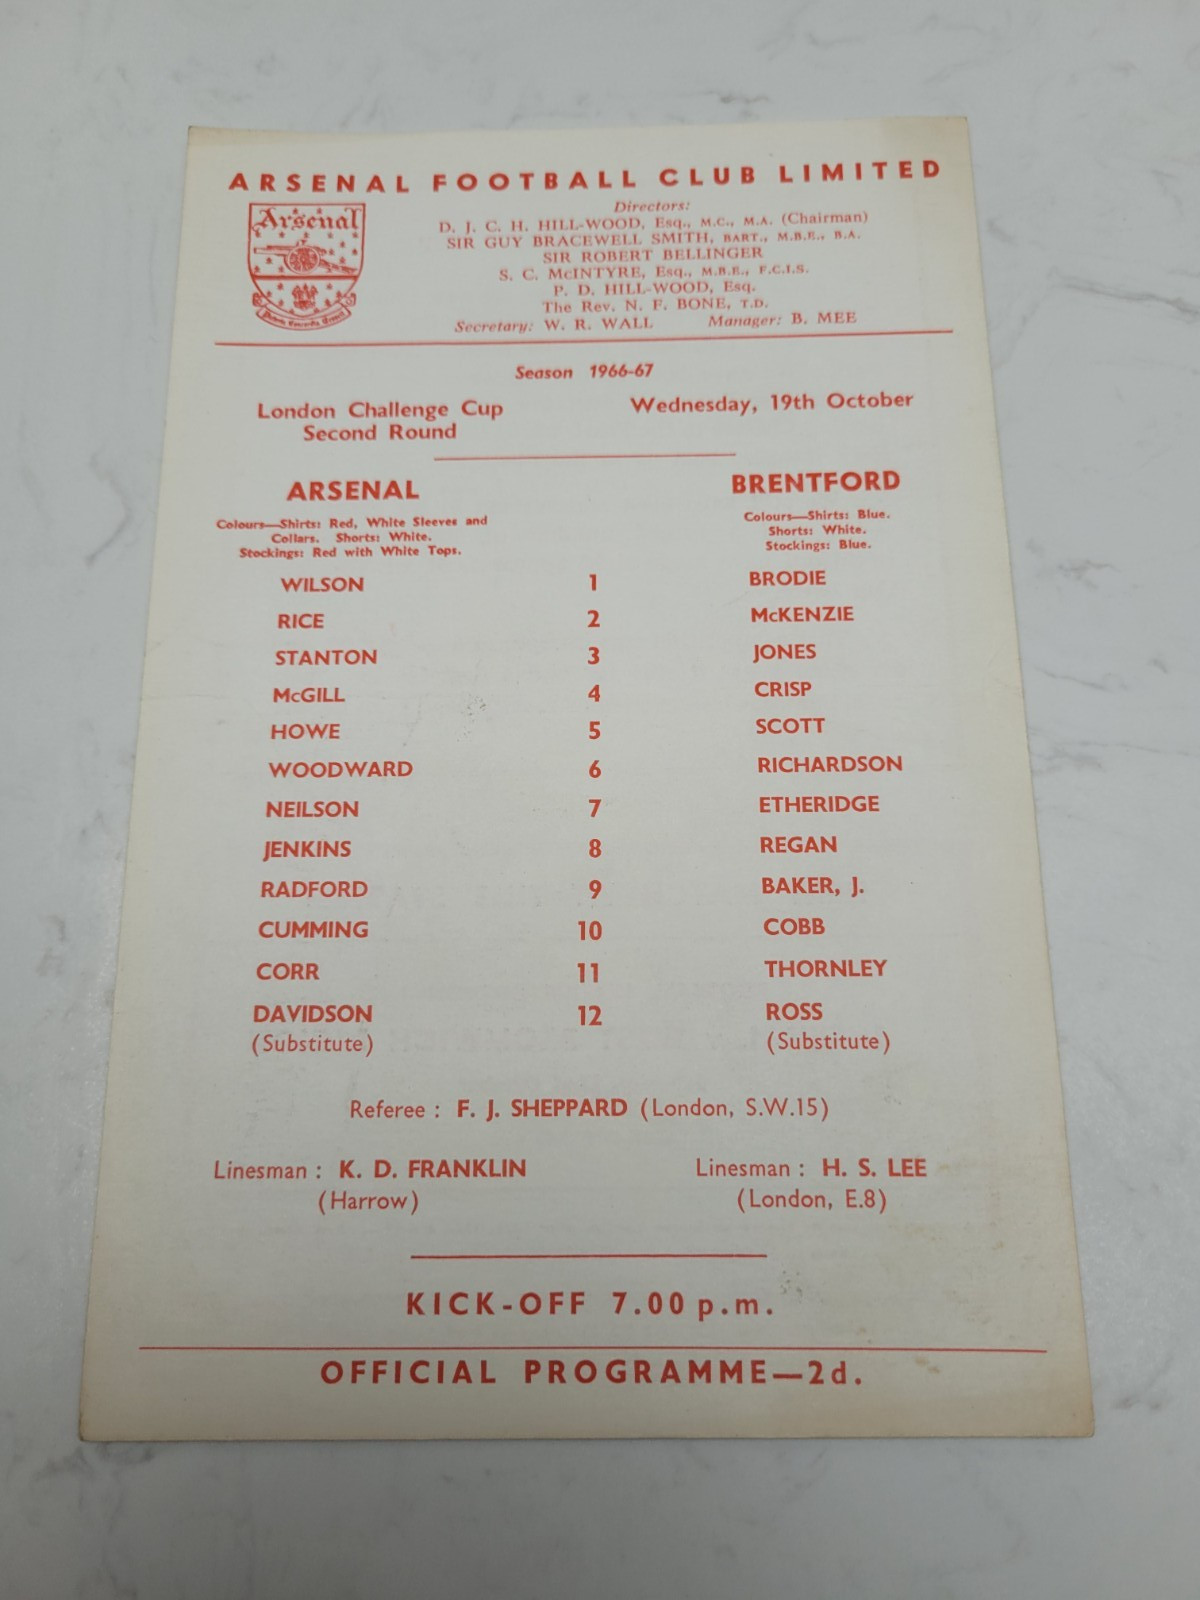 ARSENAL FOOTBALL CLUB LIMITED
Arsenal
Directors:
D. J. C. H. HILL-WOOD, Esq., M.C., M.A. (Chairman)
SIR GUY BRACEWELL SMITH, BART., M.B.E., B.A.
SIR ROBERT BELLINGER
S. C. McINTYRE, Esq., M.B.E., F.C.I.S.
P. D. HILL-WOOD, Esq.
The Rev. N. F. BONE, T.D.
Secretary: W. R. WALL Manager: B. MEE
Season 1966-67
London Challenge Cup Wednesday, 19th October
Second Round
ARSENAL BRENTFORD
Colours—Shirts: Red, White Sleeves and Colours—Shirts: Blue.
Collars. Shorts: White. Shorts: White.
Stockings: Red with White Tops. Stockings: Blue.
WILSON 1 BRODIE
RICE 2 McKENZIE
STANTON 3 JONES
McGILL 4 CRISP
HOWE 5 SCOTT
WOODWARD 6 RICHARDSON
NEILSON 7 ETHERIDGE
JENKINS 8 REGAN
RADFORD 9 BAKER, J.
CUMMING 10 COBB
CORR 11 THORNLEY
DAVIDSON 12 ROSS
(Substitute) (Substitute)
Referee : F. J. SHEPPARD (London, S.W.15)
Linesman : K. D. FRANKLIN Linesman : H. S. LEE
(Harrow) (London, E.8)
KICK-OFF 7.00 p.m.
OFFICIAL PROGRAMME—2d.